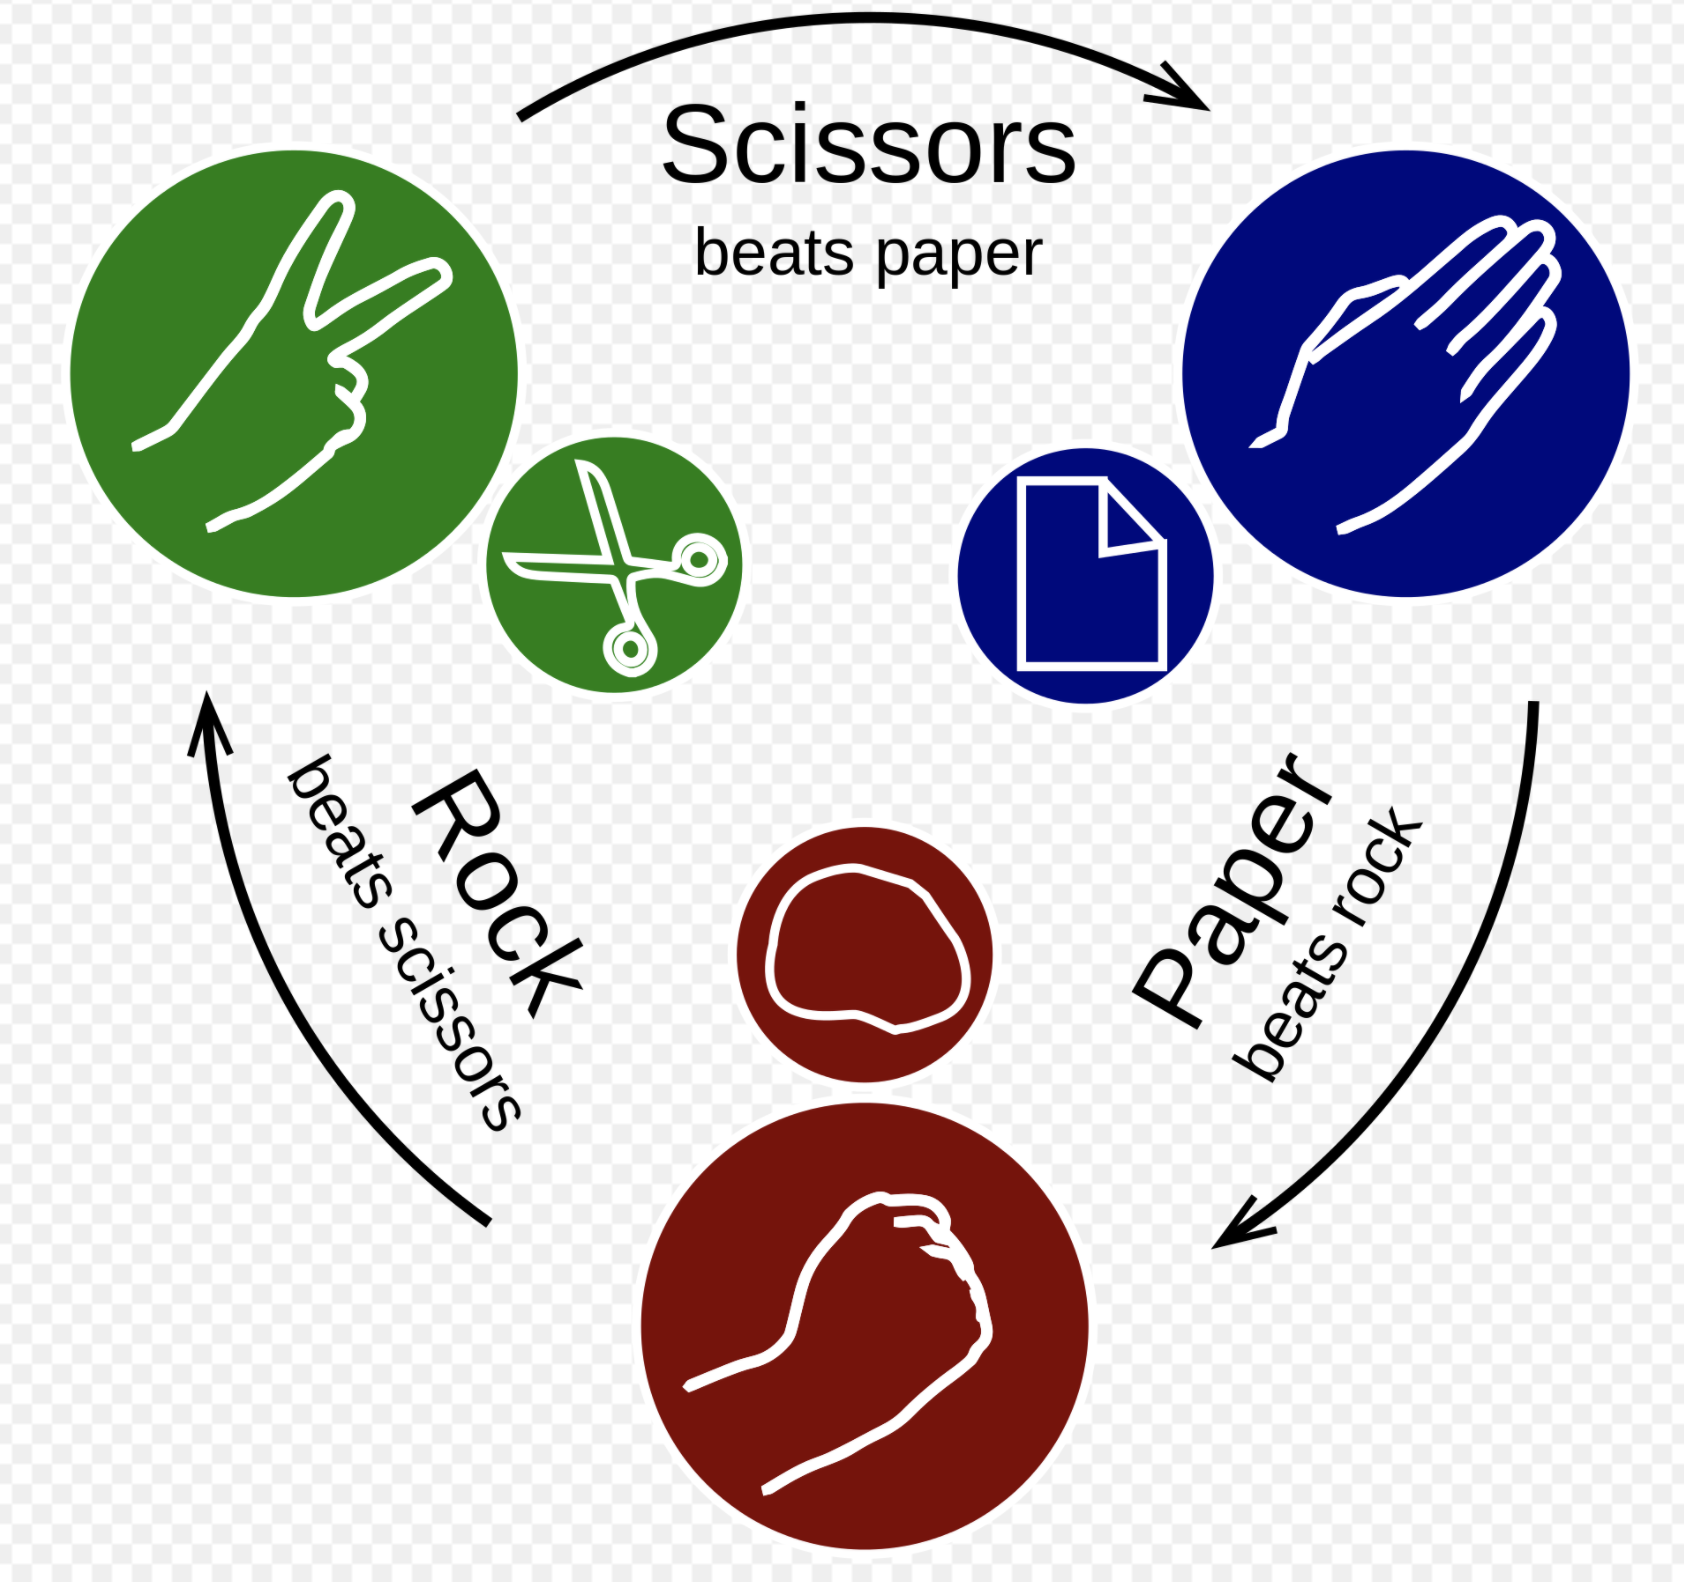 Scissors
beats paper
Rock
beats scissors
Paper
beats rock